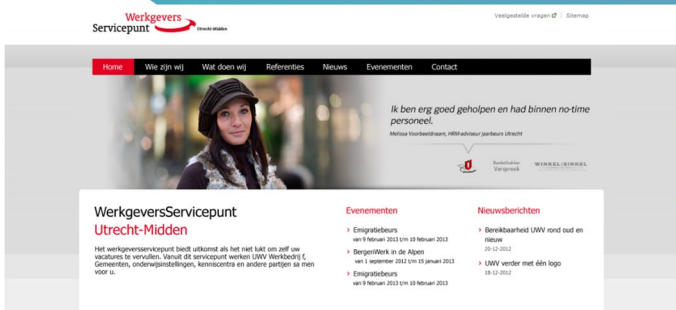 Werkgevers
Servicepunt Utrecht-Midden
Veelgestelde vragen | Sitemap
Home Wie zijn wij Wat doen wij Referenties Nieuws Evenementen Contact
Ik ben erg goed geholpen en had binnen no-time
personeel.
Melissa Voorbeeldnaam, HRM-adviseur Jaarbeurs Utrecht
Banketbakker
Vergroek
WINKEL/SINKEL
WerkgeversServicepunt
Utrecht-Midden
Het werkgeversservicepunt biedt uitkomst als het niet lukt om zelf uw
vacatures te vervullen. Vanuit dit servicepunt werken UWV Werkbedrij f,
Gemeenten, onderwijsinstellingen, kenniscentra en andere partijen sa men
voor u.
Evenementen
Emigratiebeurs
van 9 februari 2013 t/m 10 februari 2013
BergenWerk in de Alpen
van 1 september 2012 t/m 15 januari 2013
Emigratiebeurs
van 9 februari 2013 t/m 10 februari 2013
Nieuwsberichten
Bereikbaarheid UWV rond oud en
nieuw
20-12-2012
UWV verder met één logo
18-12-2012